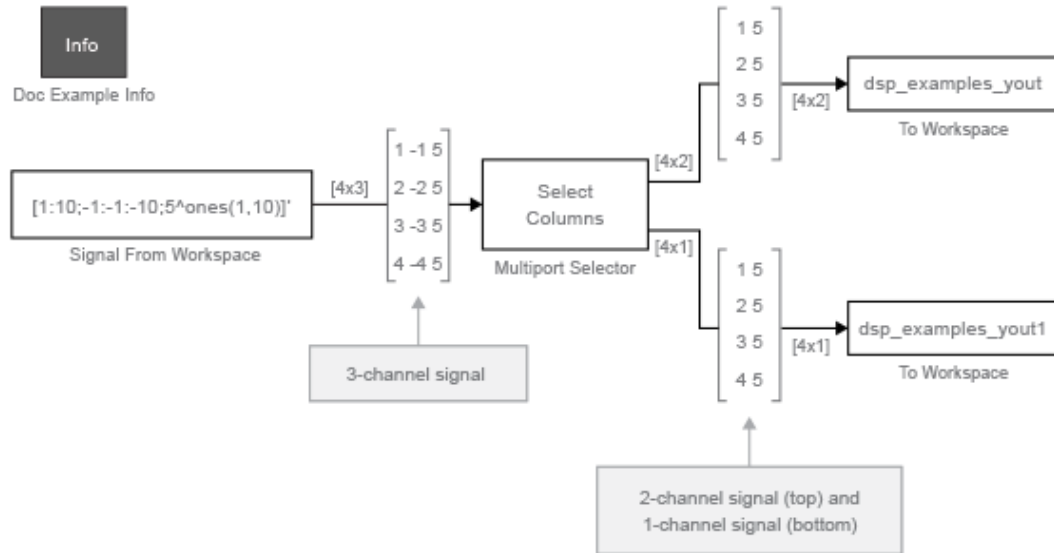 Info
Doc Example Info
[1:10;-1:-1:-10;5^ones(1,10)]'
Signal From Workspace
[4x3]
1 -1 5
2 -2 5
3 -3 5
4 -4 5
3-channel signal
Select
Columns
Multiport Selector
[4x2]
[4x1]
1 5
2 5
3 5
4 5
[4x2]
dsp_examples_yout
To Workspace
1 5
2 5
3 5
4 5
[4x1]
dsp_examples_yout1
To Workspace
2-channel signal (top) and
1-channel signal (bottom)